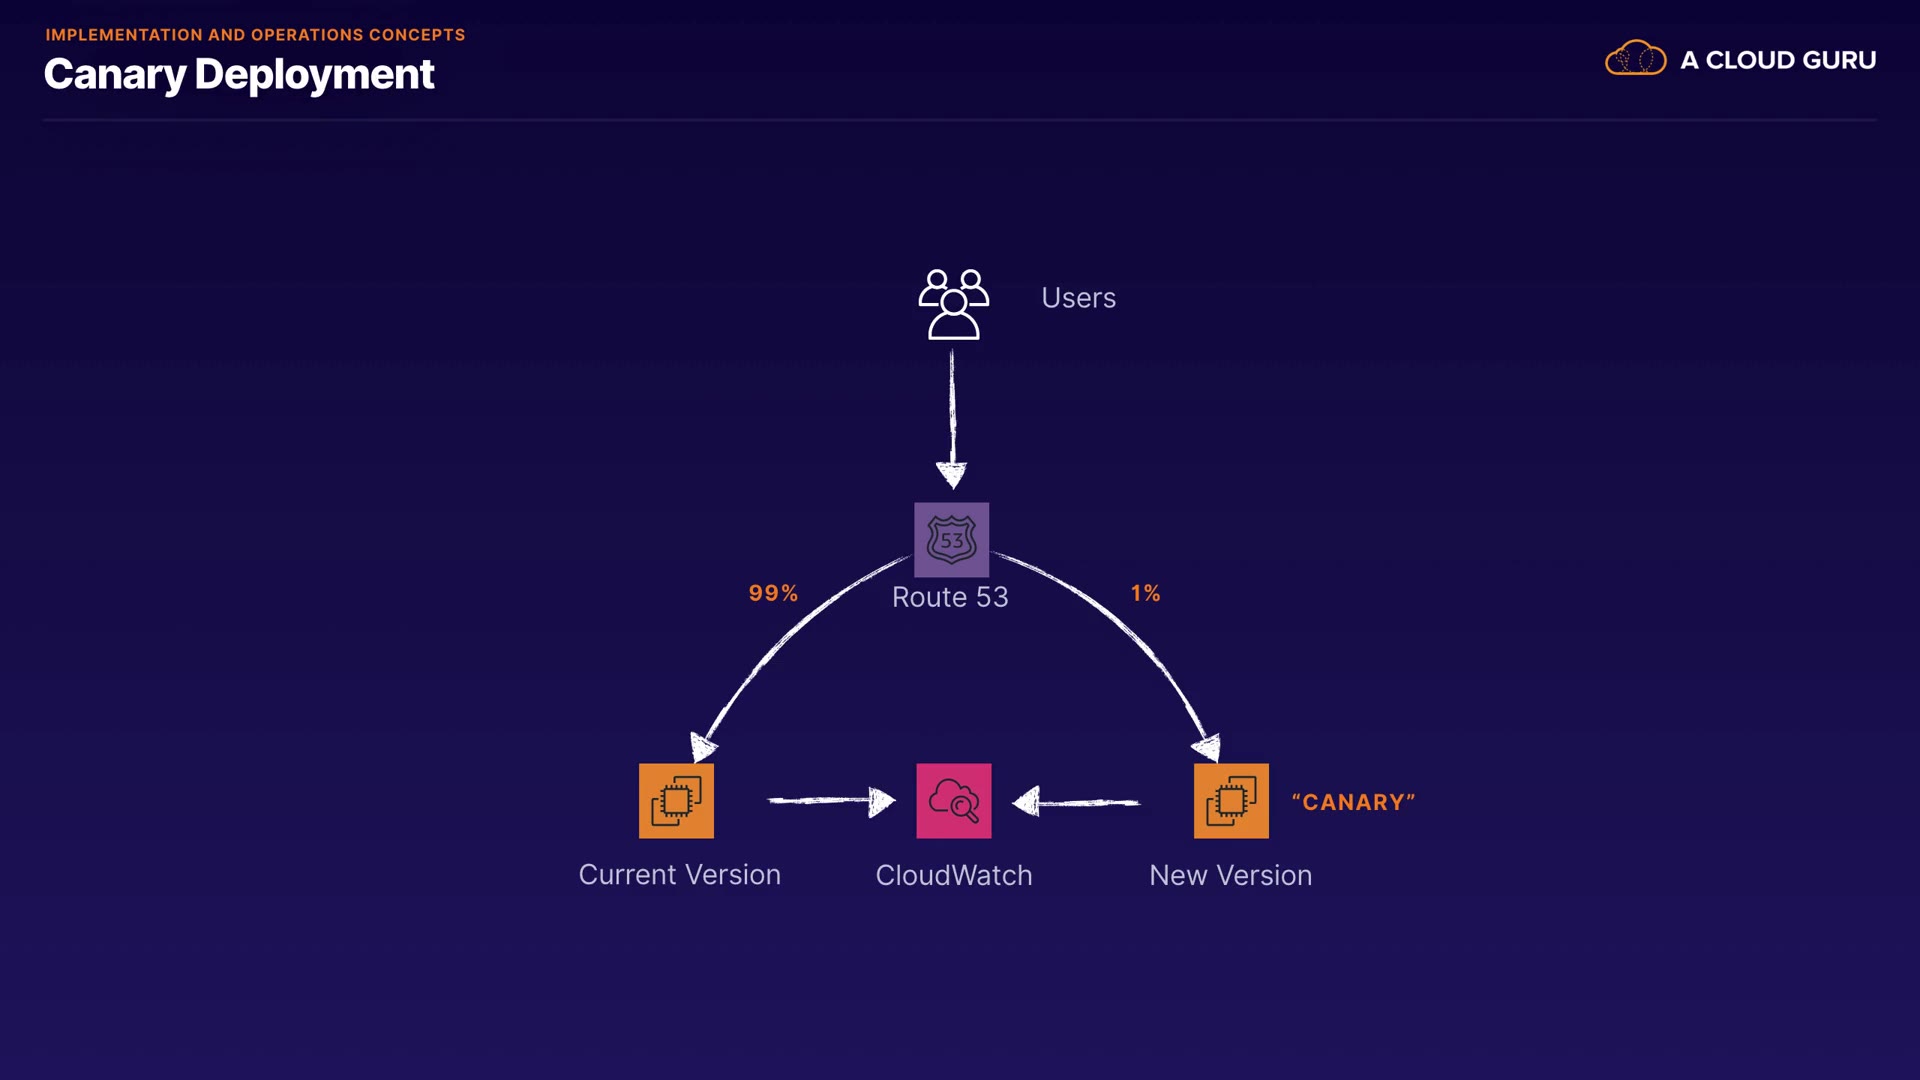 IMPLEMENTATION AND OPERATIONS CONCEPTS
Canary Deployment
A CLOUD GURU
Users
53
Route 53
99%
1%
“CANARY”
Current Version
CloudWatch
New Version